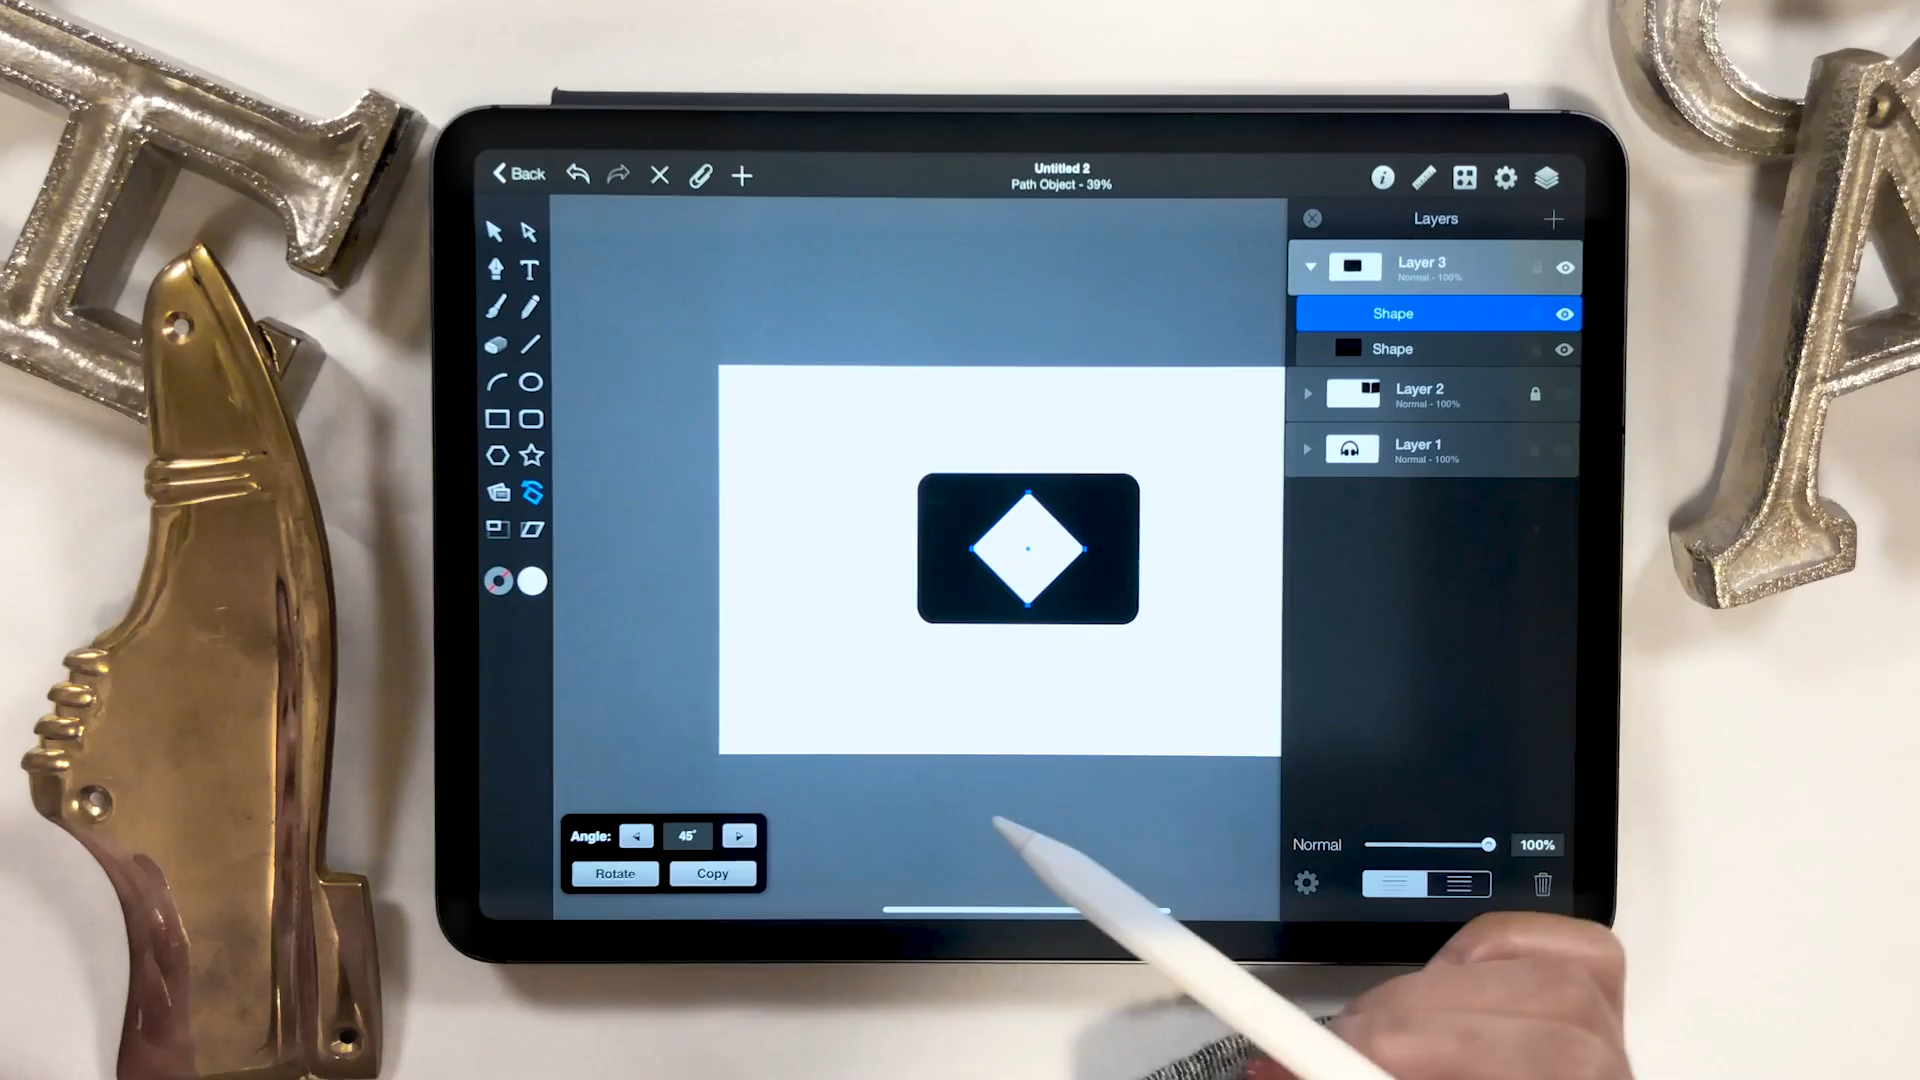 Back
Untitled 2
Path Object - 39%
T
Layers
Layer 3
Normal - 100%
Shape
Shape
Layer 2
Normal - 100%
Layer 1
Normal - 100%
Angle: 45°
Rotate Copy
Normal 100%